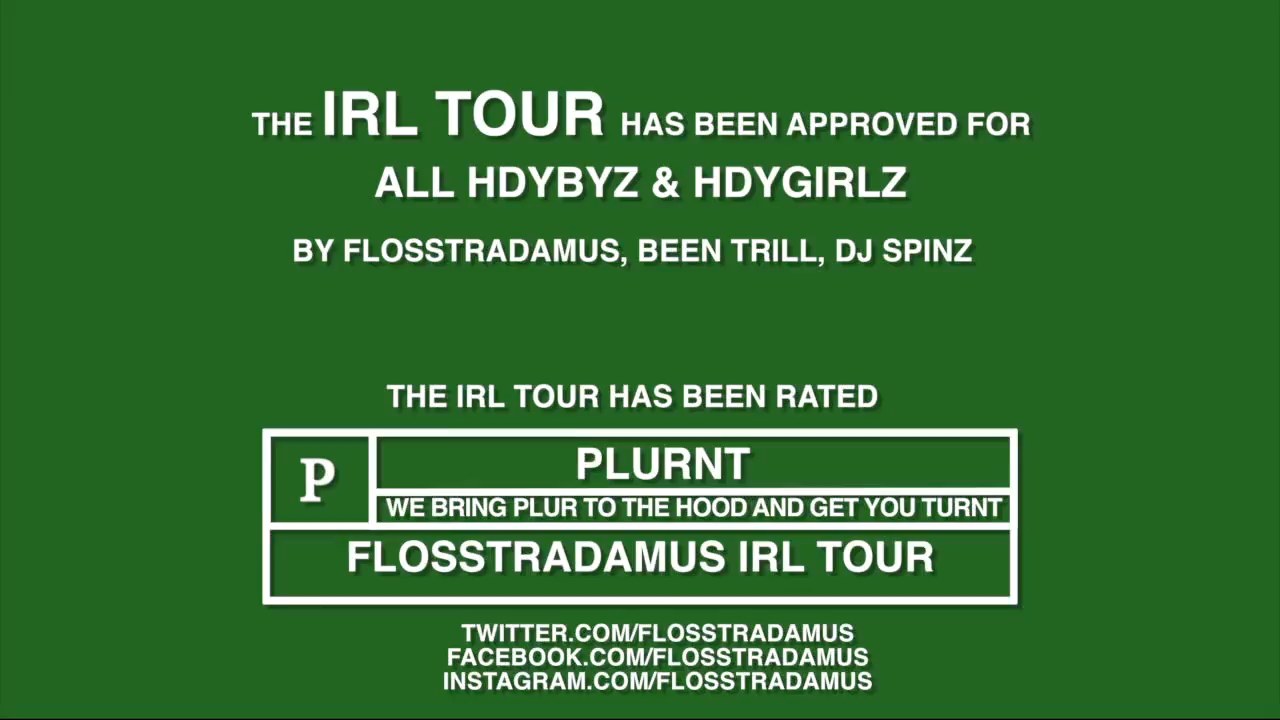 THE IRL TOUR HAS BEEN APPROVED FOR
ALL HDYBYZ & HDYGIRLZ
BY FLOSSTRADAMUS, BEEN TRILL, DJ SPINZ
THE IRL TOUR HAS BEEN RATED
P
PLURNT
WE BRING PLUR TO THE HOOD AND GET YOU TURNT
FLOSSTRADAMUS IRL TOUR
TWITTER.COM/FLOSSTRADAMUS
FACEBOOK.COM/FLOSSTRADAMUS
INSTAGRAM.COM/FLOSSTRADAMUS